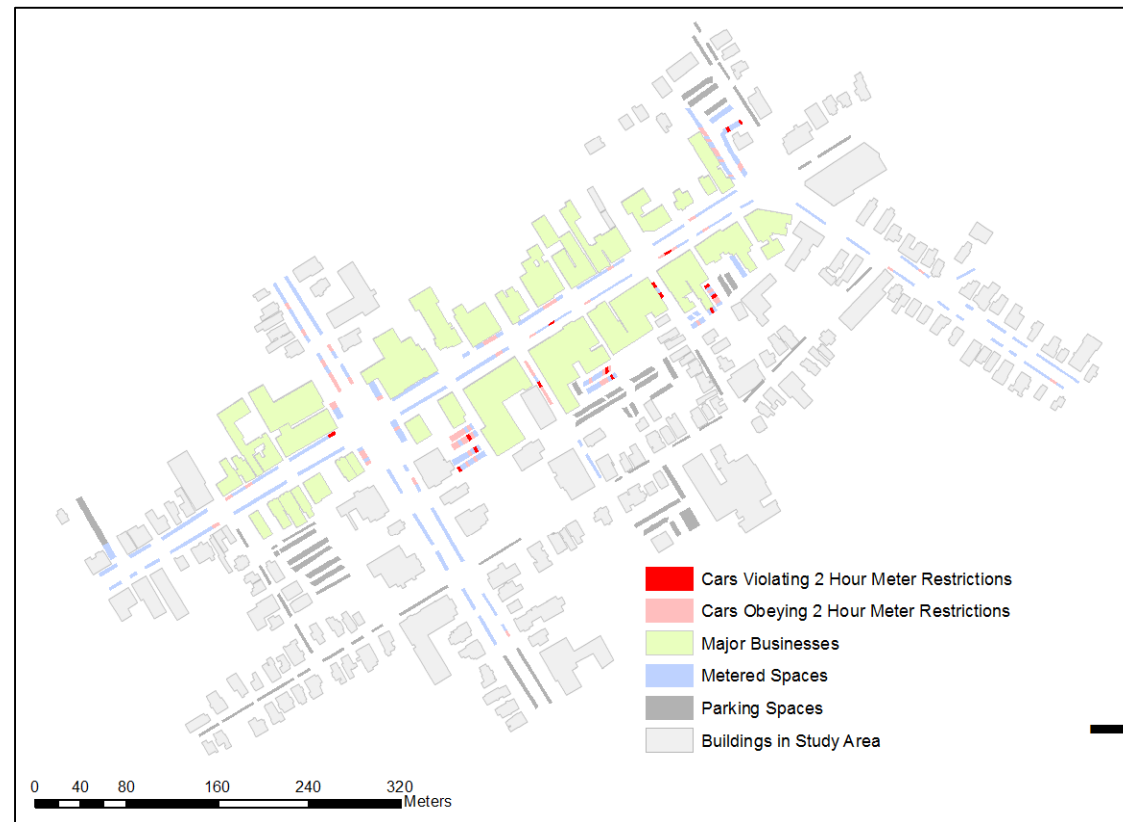 Cars Violating 2 Hour Meter Restrictions
Cars Obeying 2 Hour Meter Restrictions
Major Businesses
Metered Spaces
Parking Spaces
Buildings in Study Area
0 40 80 160 240 320
Meters